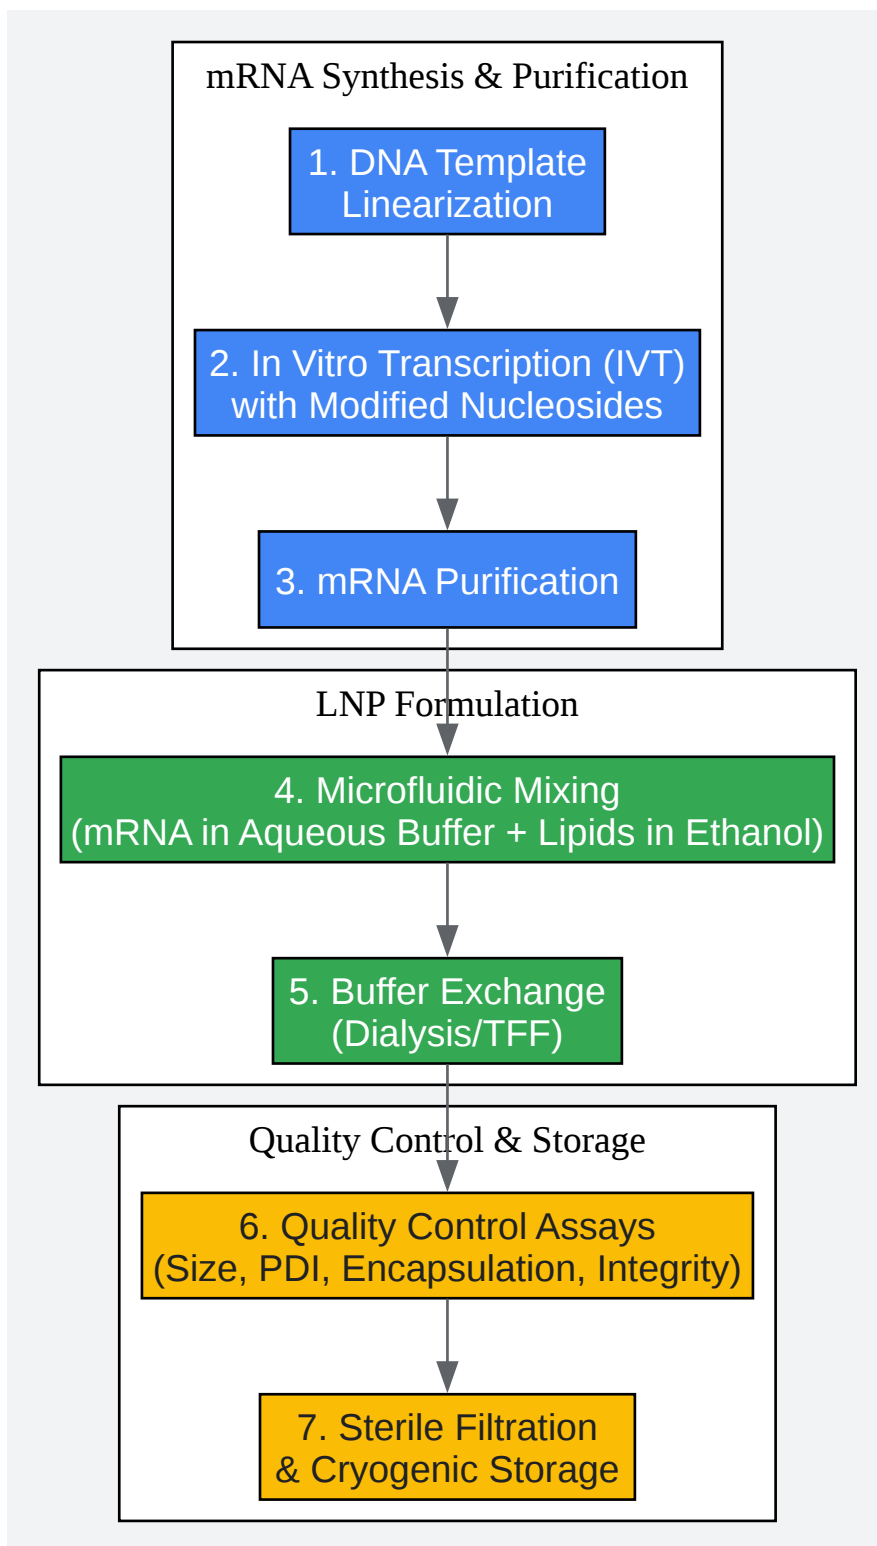 mRNA Synthesis & Purification
1. DNA Template
Linearization
2. In Vitro Transcription (IVT)
with Modified Nucleosides
3. mRNA Purification
LNP Formulation
4. Microfluidic Mixing
(mRNA in Aqueous Buffer + Lipids in Ethanol)
5. Buffer Exchange
(Dialysis/TFF)
Quality Control & Storage
6. Quality Control Assays
(Size, PDI, Encapsulation, Integrity)
7. Sterile Filtration
& Cryogenic Storage